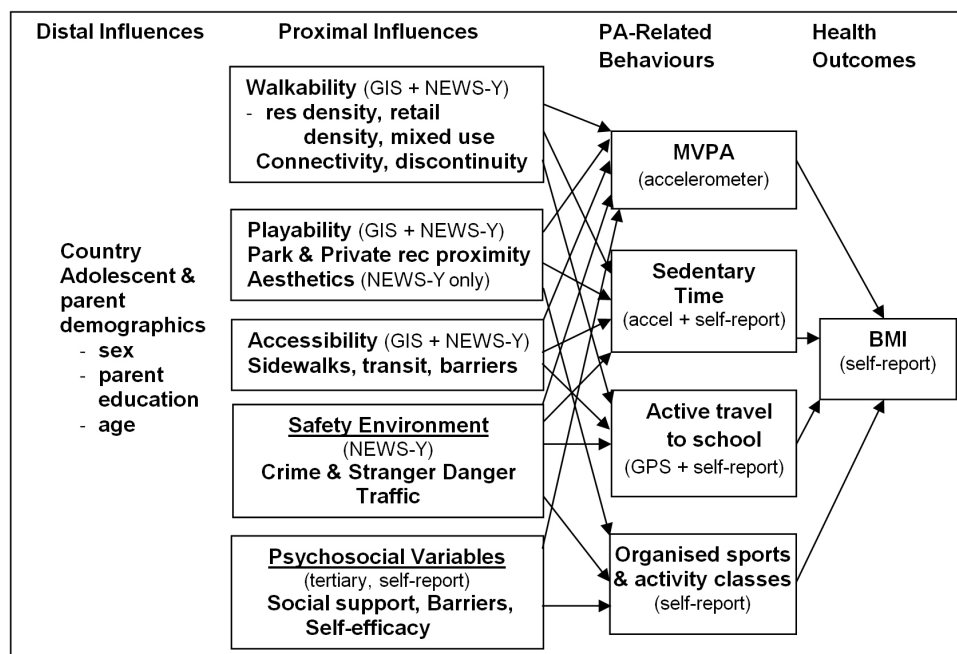 Distal Influences
Proximal Influences
PA-Related
Behaviours
Health
Outcomes
Country
Adolescent &
parent
demographics
- sex
- parent
education
- age
Walkability (GIS + NEWS-Y)
- res density, retail
density, mixed use
Connectivity, discontinuity
Playability (GIS + NEWS-Y)
Park & Private rec proximity
Aesthetics (NEWS-Y only)
Accessibility (GIS + NEWS-Y)
Sidewalks, transit, barriers
Safety Environment
(NEWS-Y)
Crime & Stranger Danger
Traffic
Psychosocial Variables
(tertiary, self-report)
Social support, Barriers,
Self-efficacy
MVPA
(accelerometer)
Sedentary
Time
(accel + self-report)
Active travel
to school
(GPS + self-report)
Organised sports
& activity classes
(self-report)
BMI
(self-report)